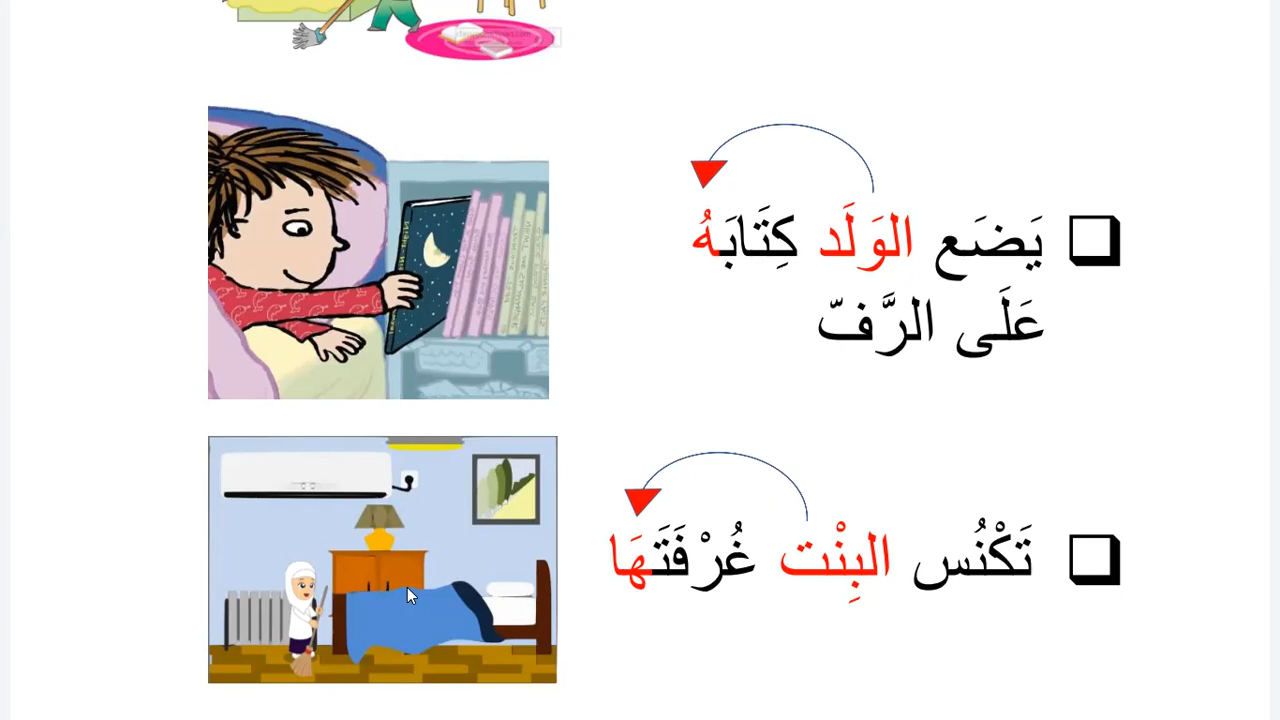 يَضَع الوَلَد كِتَابَهُ
عَلَى الرَّفّ
تَكْنُس البِنْت غُرْفَتَهَا